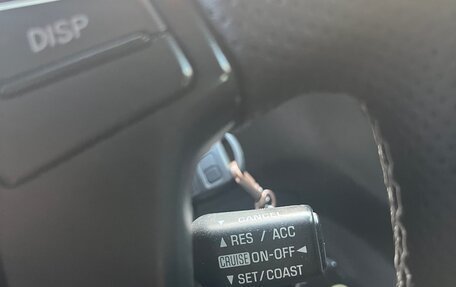 DISP
▼ CANCEL
▲ RES / ACC
CRUISE ON-OFF ◄
▼ SET/COAST